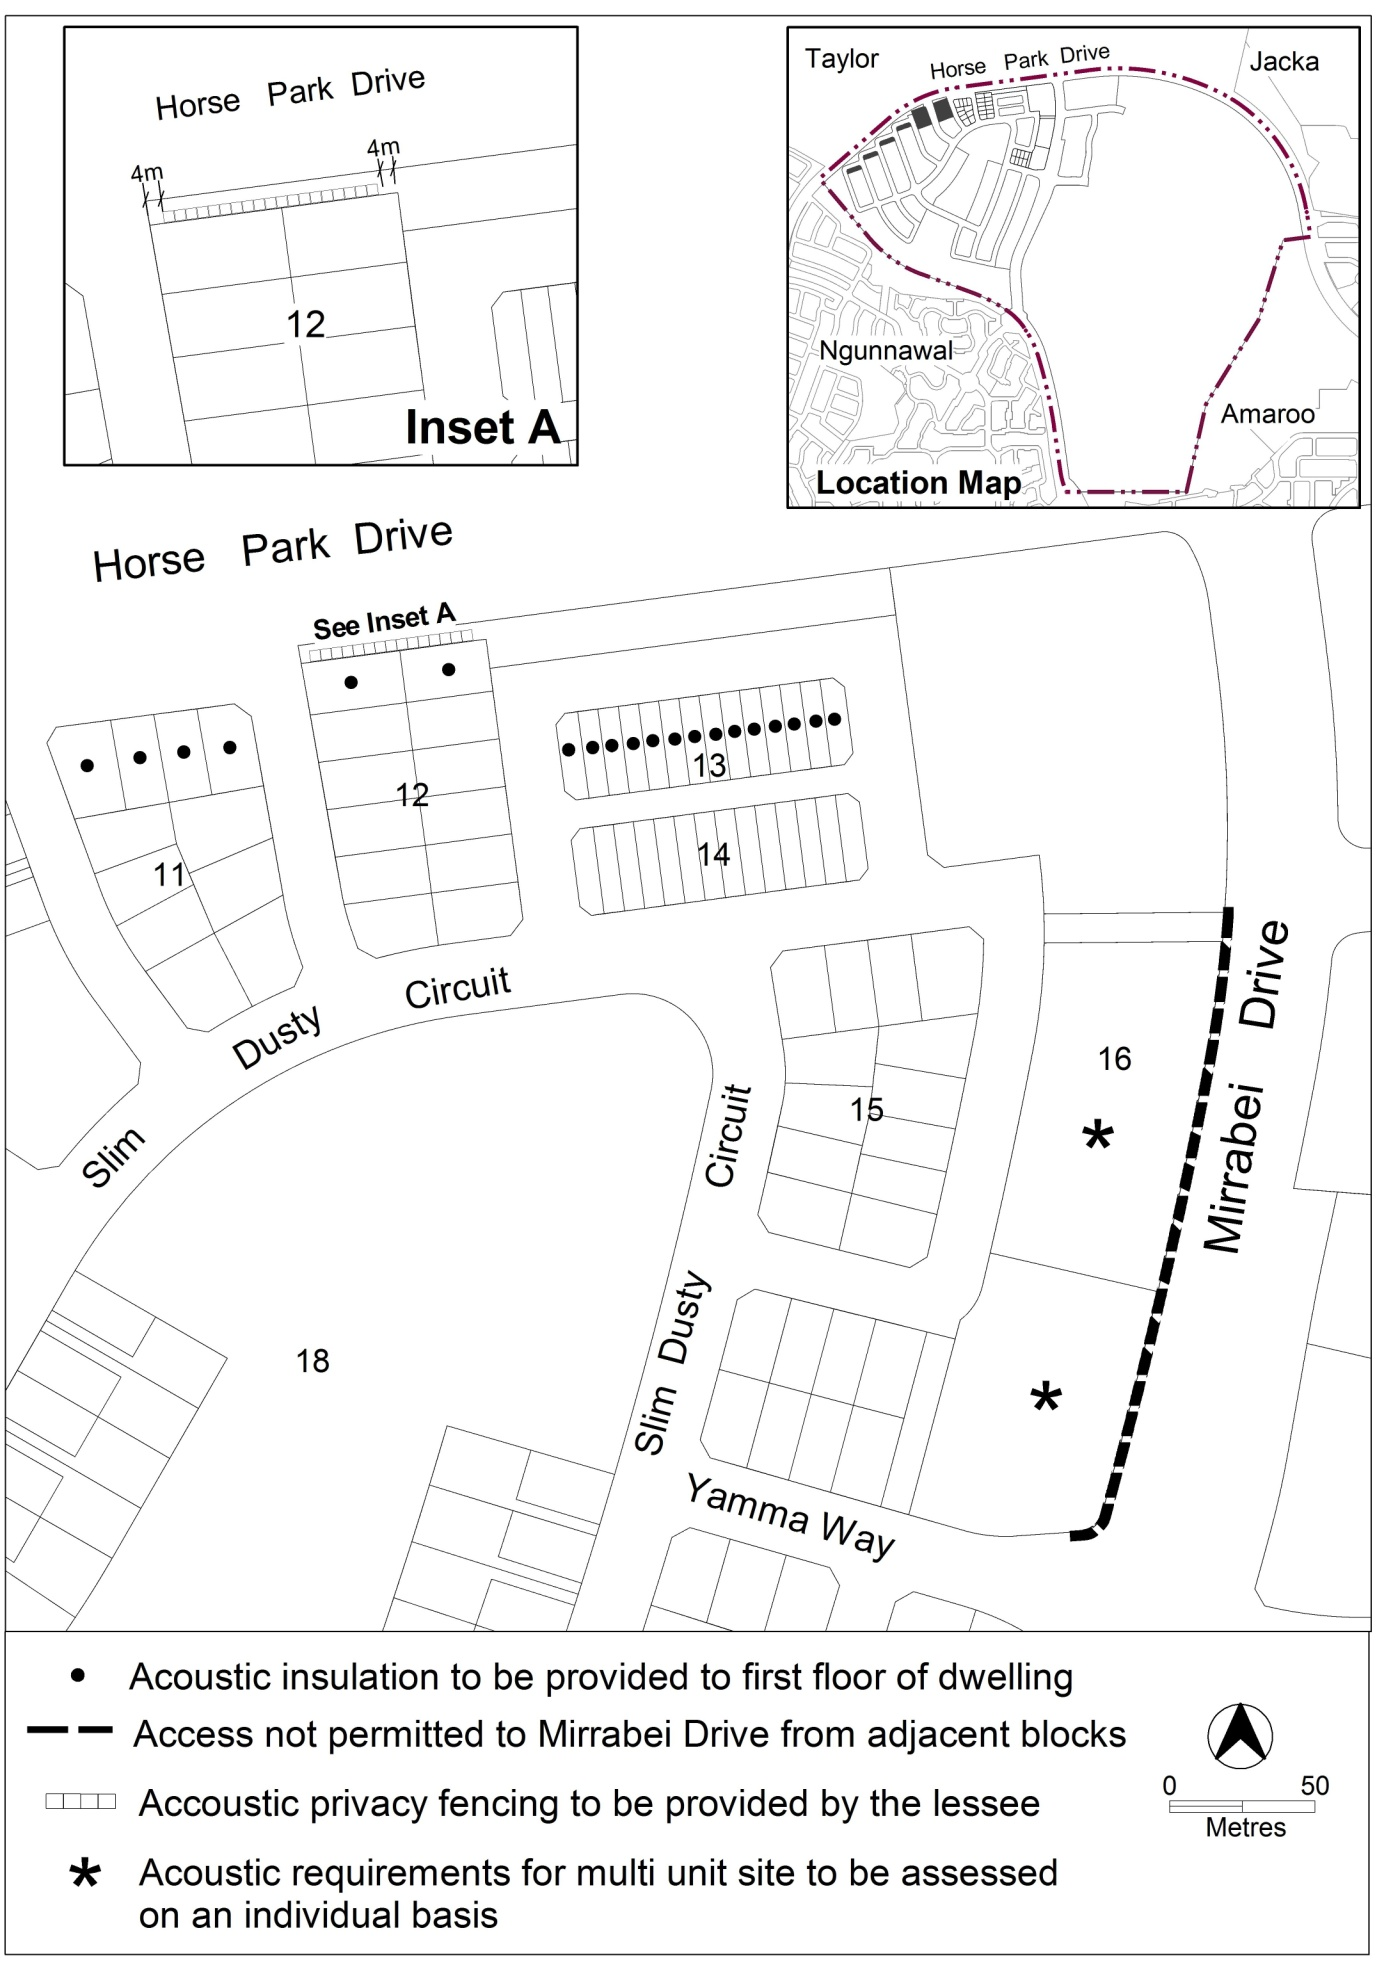 Horse Park Drive
4m
4m
12
Inset A
Taylor
Horse Park Drive
Jacka
Ngunnawal
Amaroo
Location Map
Horse Park Drive
See Inset A
13
12
14
11
Circuit
Dusty
Slim
Mirrabei Drive
16
*
15
Circuit
Slim Dusty
18
*
Yamma Way
Acoustic insulation to be provided to first floor of dwelling
Access not permitted to Mirrabei Drive from adjacent blocks
Accoustic privacy fencing to be provided by the lessee
* Acoustic requirements for multi unit site to be assessed
on an individual basis
0 50
Metres